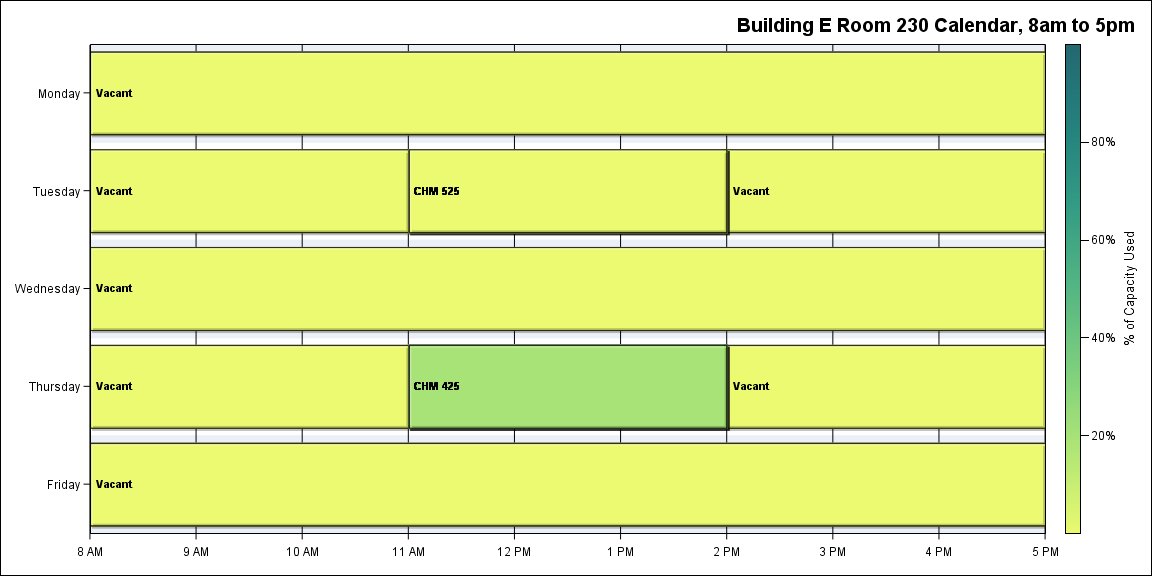 Building E Room 230 Calendar, 8am to 5pm
Monday
Vacant
Tuesday
Vacant
CHM 525
Vacant
Wednesday
Vacant
Thursday
Vacant
CHM 425
Vacant
Friday
Vacant
8 AM
9 AM
10 AM
11 AM
12 PM
1 PM
2 PM
3 PM
4 PM
5 PM
80%
60%
40%
20%
% of Capacity Used